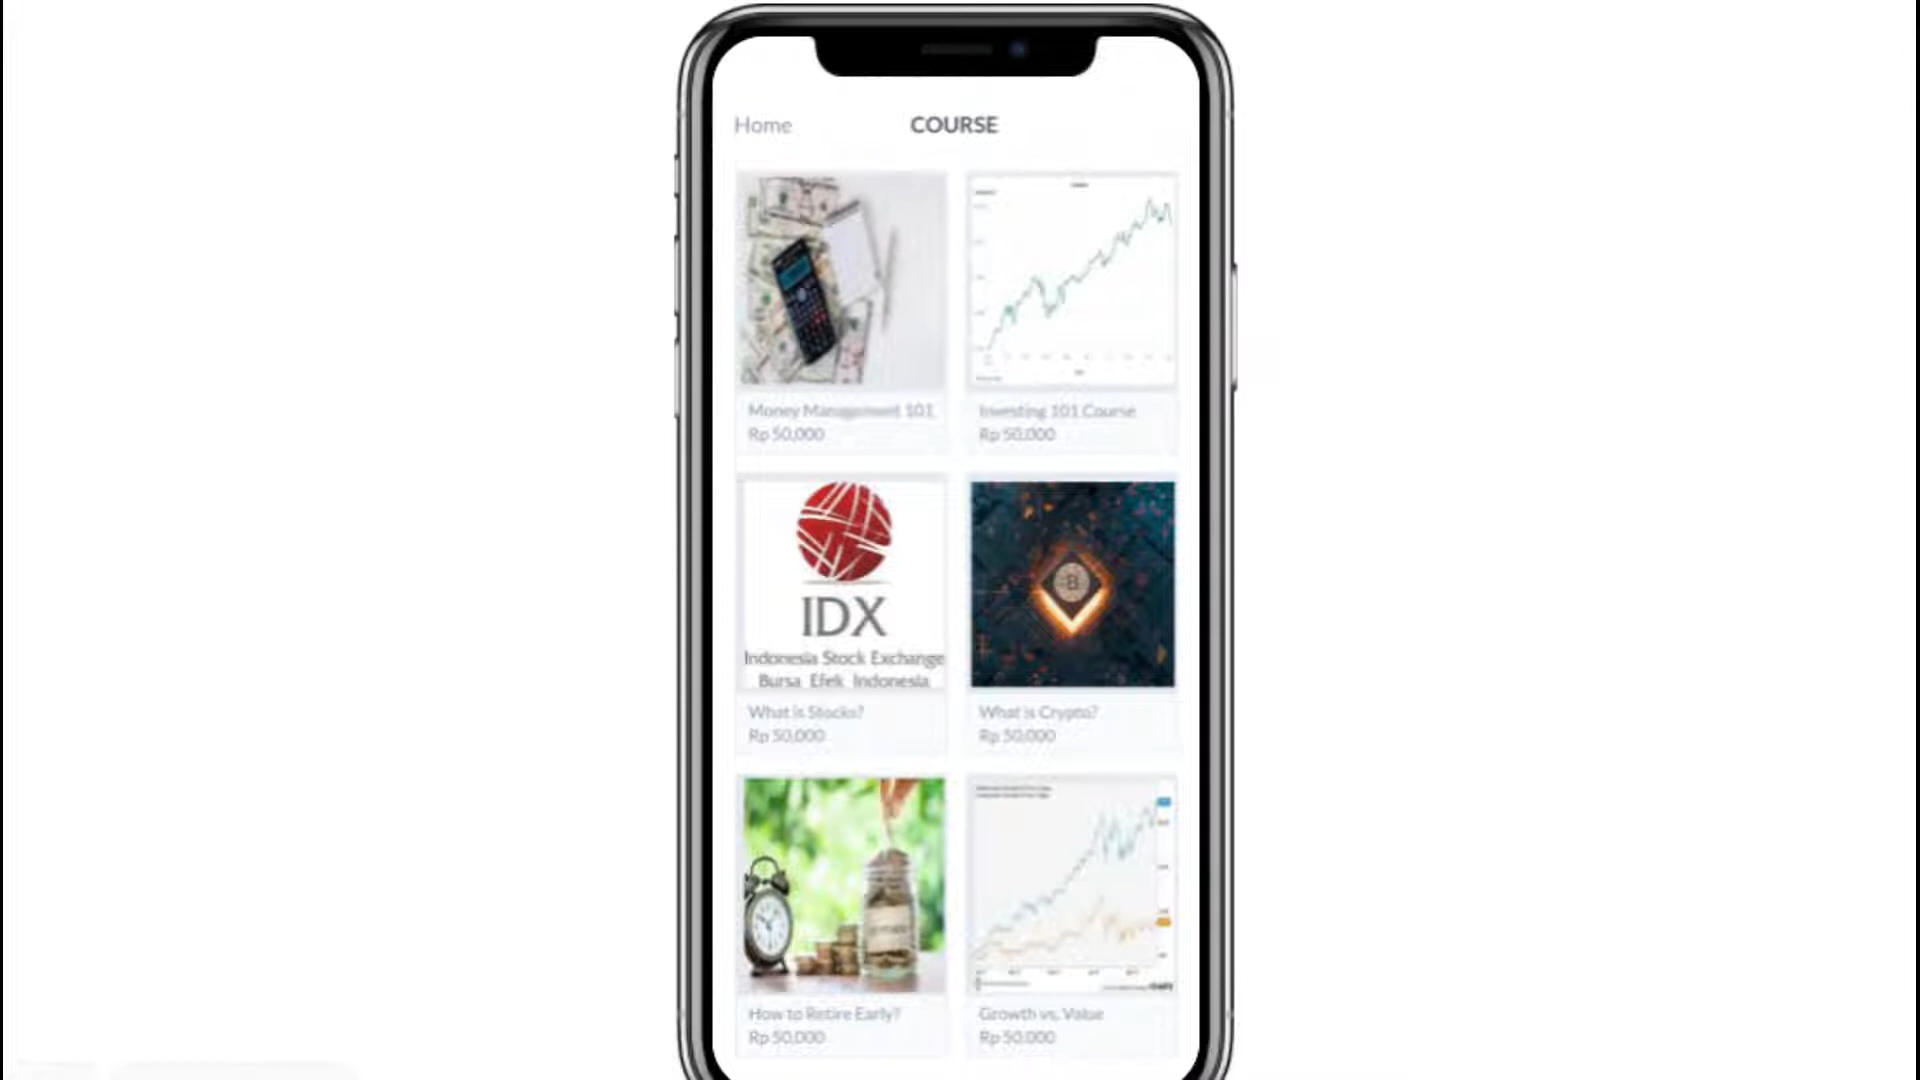 Home
COURSE
Money Management 101
Rp 50,000
Investing 101 Course
Rp 50,000
IDX
Indonesia Stock Exchange
Bursa Efek Indonesia
What is Stocks?
Rp 50,000
What is Crypto?
Rp 50,000
How to Retire Early?
Rp 50,000
Growth vs. Value
Rp 50,000